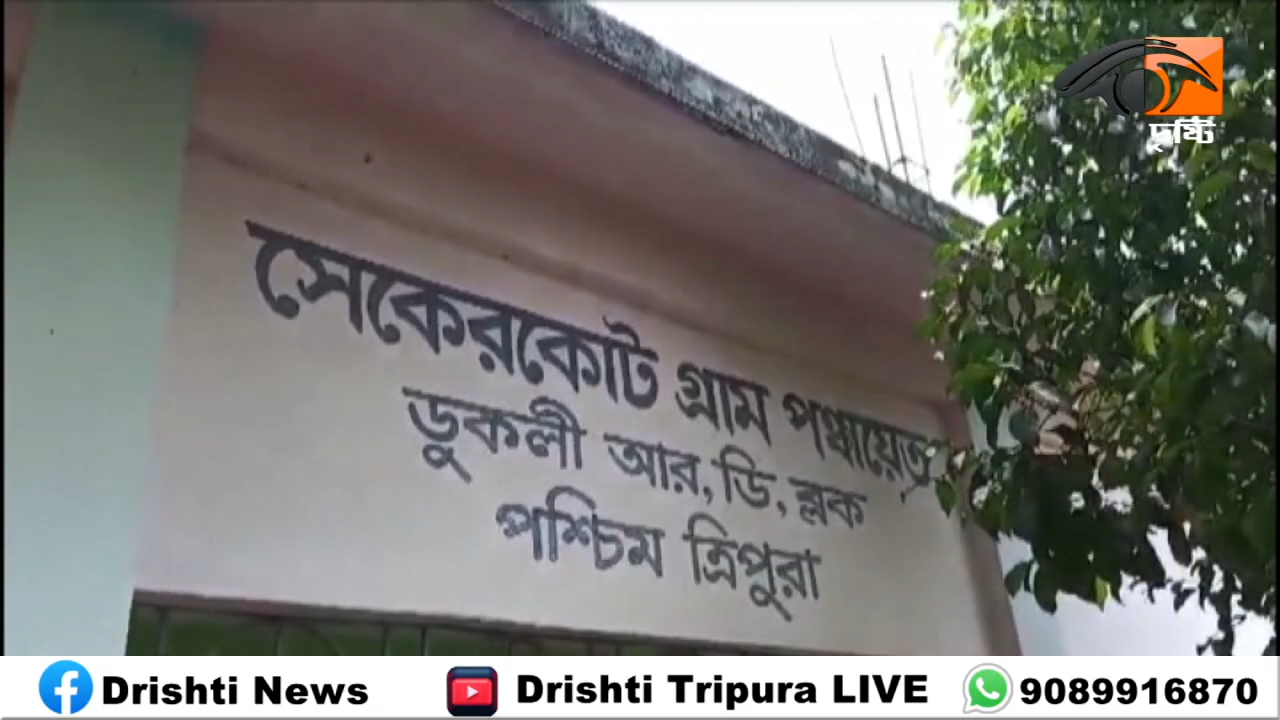 দৃষ্টি
সেকেরকোট গ্রাম পঞ্চায়েত
ডুকলী আর,ডি,ব্লক
পশ্চিম ত্রিপুরা
Drishti News Drishti Tripura LIVE 9089916870